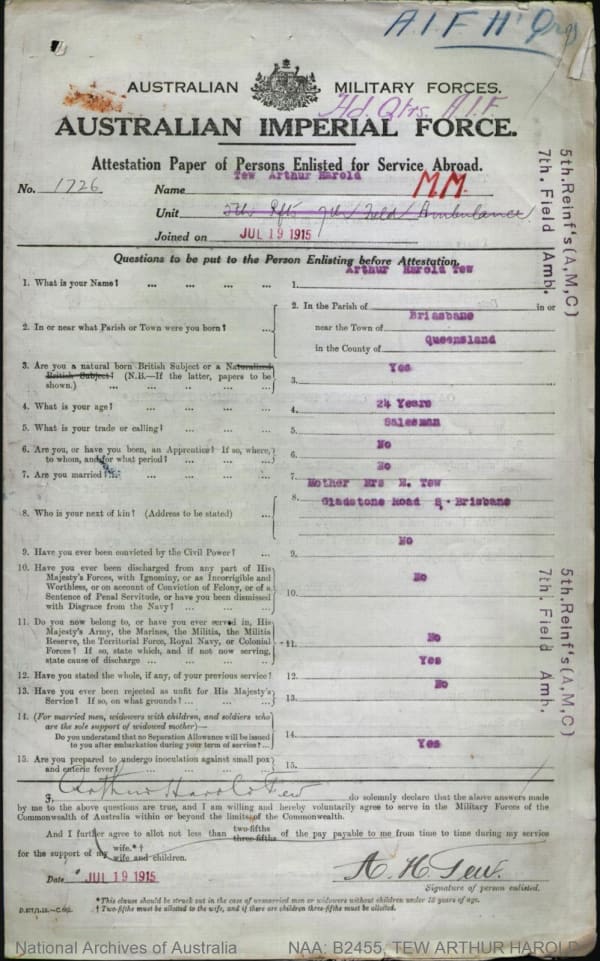 A.I.F. Hd Qrs
AUSTRALIAN MILITARY FORCES.
Hd. Qtrs. A.I.F.
AUSTRALIAN IMPERIAL FORCE.
Attestation Paper of Persons Enlisted for Service Abroad.
No. 1726 Name Tew Arthur Harold M.M.
Unit 5th Rfts 7th Field Ambulance
Joined on JUL 19 1915
5th.Reinf's(A,M,C)
7th. Field Amb.
Questions to be put to the Person Enlisting before Attestation.
1. What is your Name? ... ... ... ... 1. Arthur Harold Tew
2. In or near what Parish or Town were you born? ... 2. In the Parish of in or
near the Town of Brisbane
in the County of Queensland
3. Are you a natural born British Subject or a Naturalized
British Subject? (N.B.—If the latter, papers to be
shown.) ... ... ... ... 3. Yes
4. What is your age? ... ... ... ... 4. 24 Years
5. What is your trade or calling? ... ... ... 5. Salesman
6. Are you, or have you been, an Apprentice? If so, where,
to whom, and for what period? ... ... ... 6. No
7. Are you married? ... ... ... 7. No
8. Who is your next of kin? (Address to be stated) ... 8. Mother Mrs M. Tew
Gladstone Road S. Brisbane
9. Have you ever been convicted by the Civil Power? ... 9. No
10. Have you ever been discharged from any part of His
Majesty's Forces, with Ignominy, or as Incorrigible and
Worthless, or on account of Conviction of Felony, or of a
Sentence of Penal Servitude, or have you been dismissed
with Disgrace from the Navy? ... ... ... 10. No
11. Do you now belong to, or have you ever served in, His
Majesty's Army, the Marines, the Militia, the Militia
Reserve, the Territorial Force, Royal Navy, or Colonial
Forces? If so, state which, and if not now serving,
state cause of discharge ... ... ... 11. No
12. Have you stated the whole, if any, of your previous service? 12. Yes
13. Have you ever been rejected as unfit for His Majesty's
Service? If so, on what grounds? ... ... 13. No
14. (For married men, widowers with children, and soldiers who
are the sole support of widowed mother)—
Do you understand that no Separation Allowance will be issued
to you after embarkation during your term of service? ... 14.
15. Are you prepared to undergo inoculation against small pox
and enteric fever? ... ... ... ... 15. Yes
5th.Reinf's(A,M,C)
7th. Field Amb.
I, Arthur Harold Tew do solemnly declare that the above answers made
by me to the above questions are true, and I am willing and hereby voluntarily agree to serve in the Military Forces of the
Commonwealth of Australia within or beyond the limits of the Commonwealth.
And I further agree to allot not less than two-fifths three-fifths of the pay payable to me from time to time during my service
for the support of my wife.*† wife and children.
Date JUL 19 1915 A. H. Tew.
Signature of person enlisted.
*This clause should be struck out in the case of unmarried men or widowers without children under 18 years of age.
† Two-fifths must be allotted to the wife, and if there are children three-fifths must be allotted.
National Archives of Australia NAA: B2455, TEW ARTHUR HAROLD